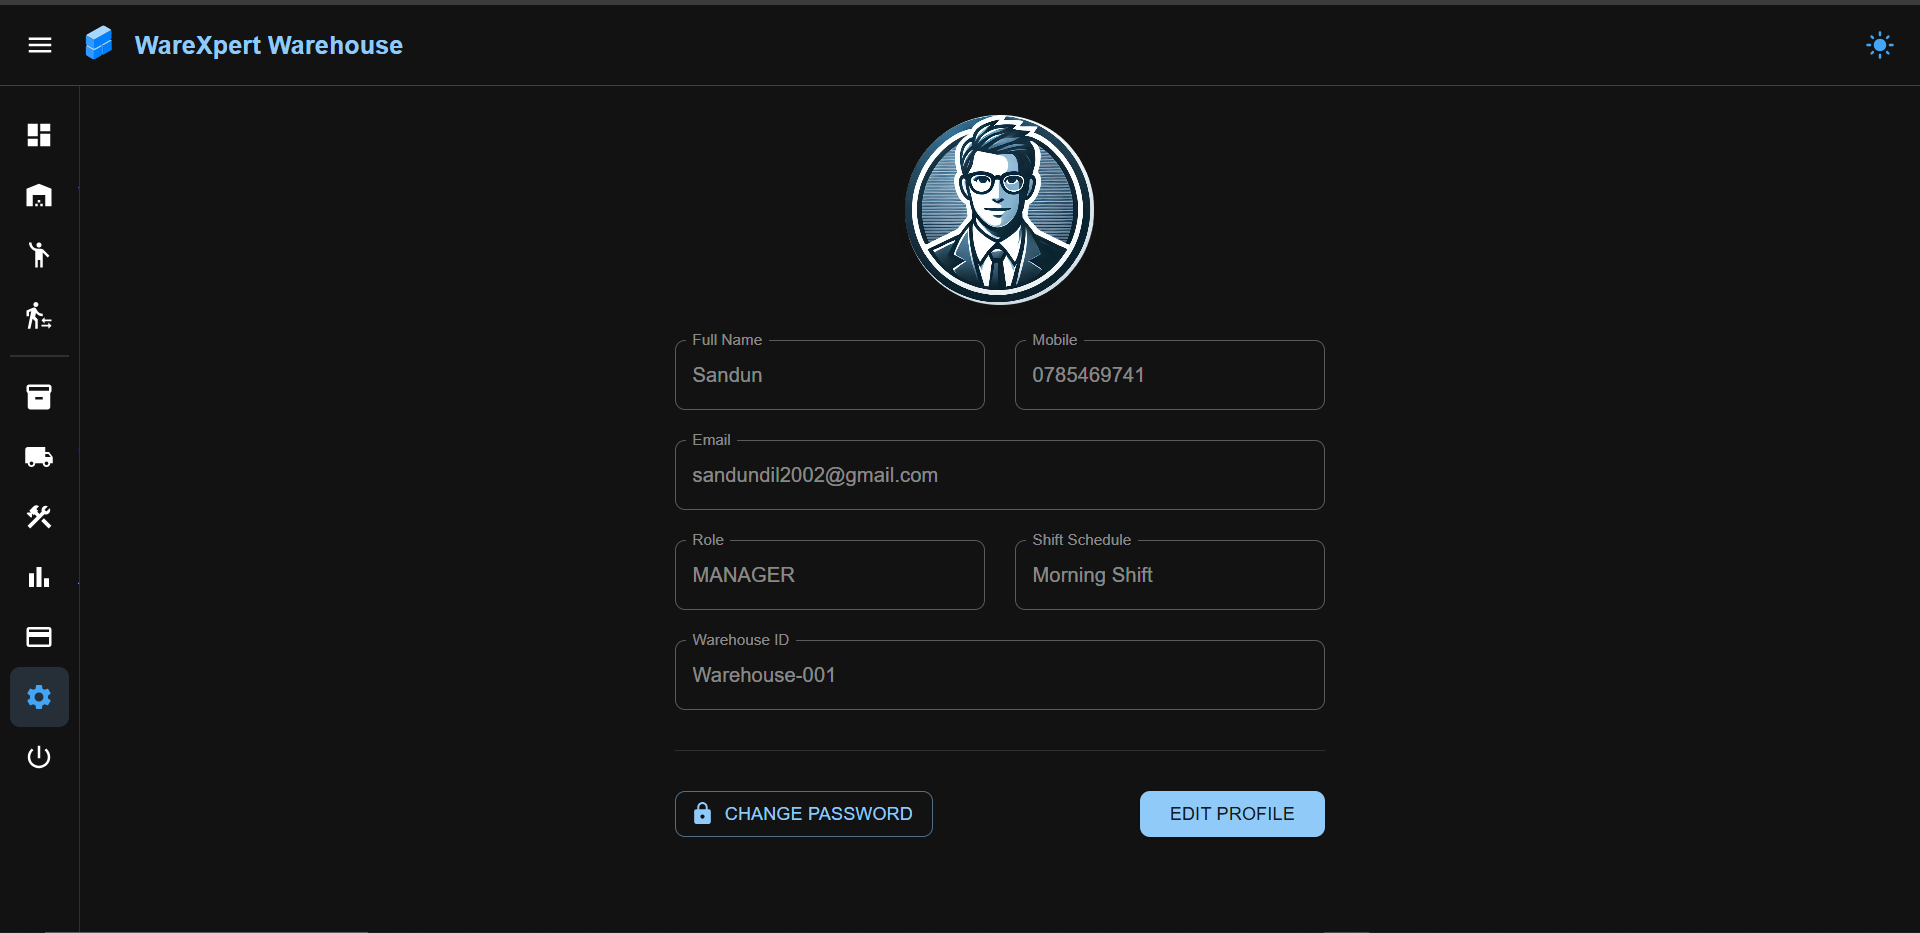 WareXpert Warehouse
Full Name
Mobile
Sandun
0785469741
Email
sandundil2002@gmail.com
Role
Shift Schedule
MANAGER
Morning Shift
Warehouse ID
Warehouse-001
CHANGE PASSWORD
EDIT PROFILE